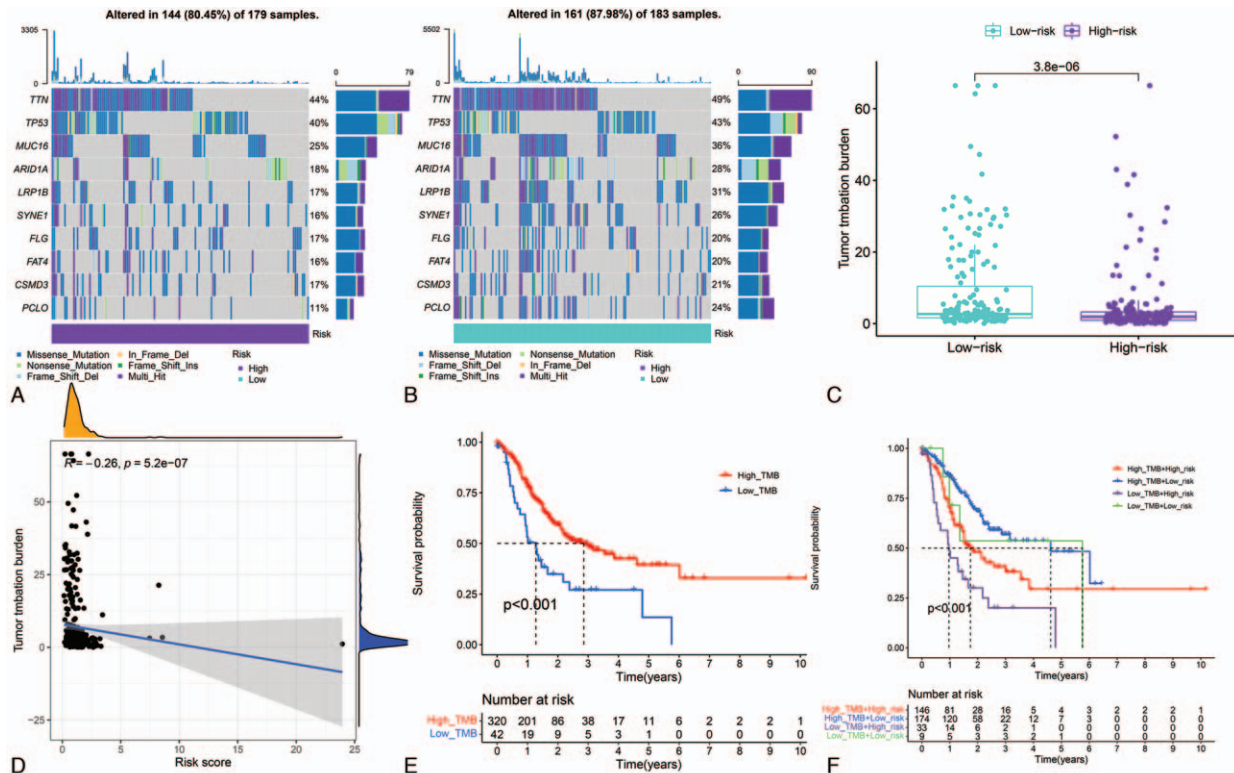 Altered in 144 (80.45%) of 179 samples.
3305
0
0 79
TTN 44%
TP53 40%
MUC16 25%
ARID1A 18%
LRP1B 17%
SYNE1 16%
FLG 17%
FAT4 16%
CSMD3 17%
PCLO 11%
Risk
Missense_Mutation In_Frame_Del Risk
Nonsense_Mutation Frame_Shift_Ins High
Frame_Shift_Del Multi_Hit Low
A
Altered in 161 (87.98%) of 183 samples.
5502
0
0 90
TTN 49%
TP53 43%
MUC16 36%
ARID1A 28%
LRP1B 31%
SYNE1 26%
FLG 20%
FAT4 20%
CSMD3 21%
PCLO 24%
Risk
Missense_Mutation Nonsense_Mutation Risk
Frame_Shift_Del In_Frame_Del High
Frame_Shift_Ins Multi_Hit Low
B
Low-risk High-risk
3.8e-06
Tumor tmbation burden
60
40
20
0
Low-risk High-risk
C
R = -0.26, p = 5.2e-07
Tumor tmbation burden
50
25
0
-25
0 5 10 15 20 25
Risk score
D
Survival probability
1.00
0.75
0.50
0.25
0.00
High_TMB
Low_TMB
p<0.001
0 1 2 3 4 5 6 7 8 9 10
Time(years)
Number at risk
High_TMB 320 201 86 38 17 11 6 2 2 2 1
Low_TMB 42 19 9 5 3 1 0 0 0 0 0
0 1 2 3 4 5 6 7 8 9 10
Time(years)
E
Survival probability
1.00
0.75
0.50
0.25
0.00
High_TMB+High_risk
High_TMB+Low_risk
Low_TMB+High_risk
Low_TMB+Low_risk
p<0.001
0 1 2 3 4 5 6 7 8 9 10
Time(years)
Number at risk
High_TMB+High_risk 146 81 28 16 5 4 3 2 2 2 1
High_TMB+Low_risk 174 120 58 22 12 7 3 0 0 0 0
Low_TMB+High_risk 33 14 6 2 0 0 0 0 0
Low_TMB+Low_risk 9 5 3 3 2 0 0 0 0 0
0 1 2 3 4 5 6 7 8 9 10
Time(years)
F